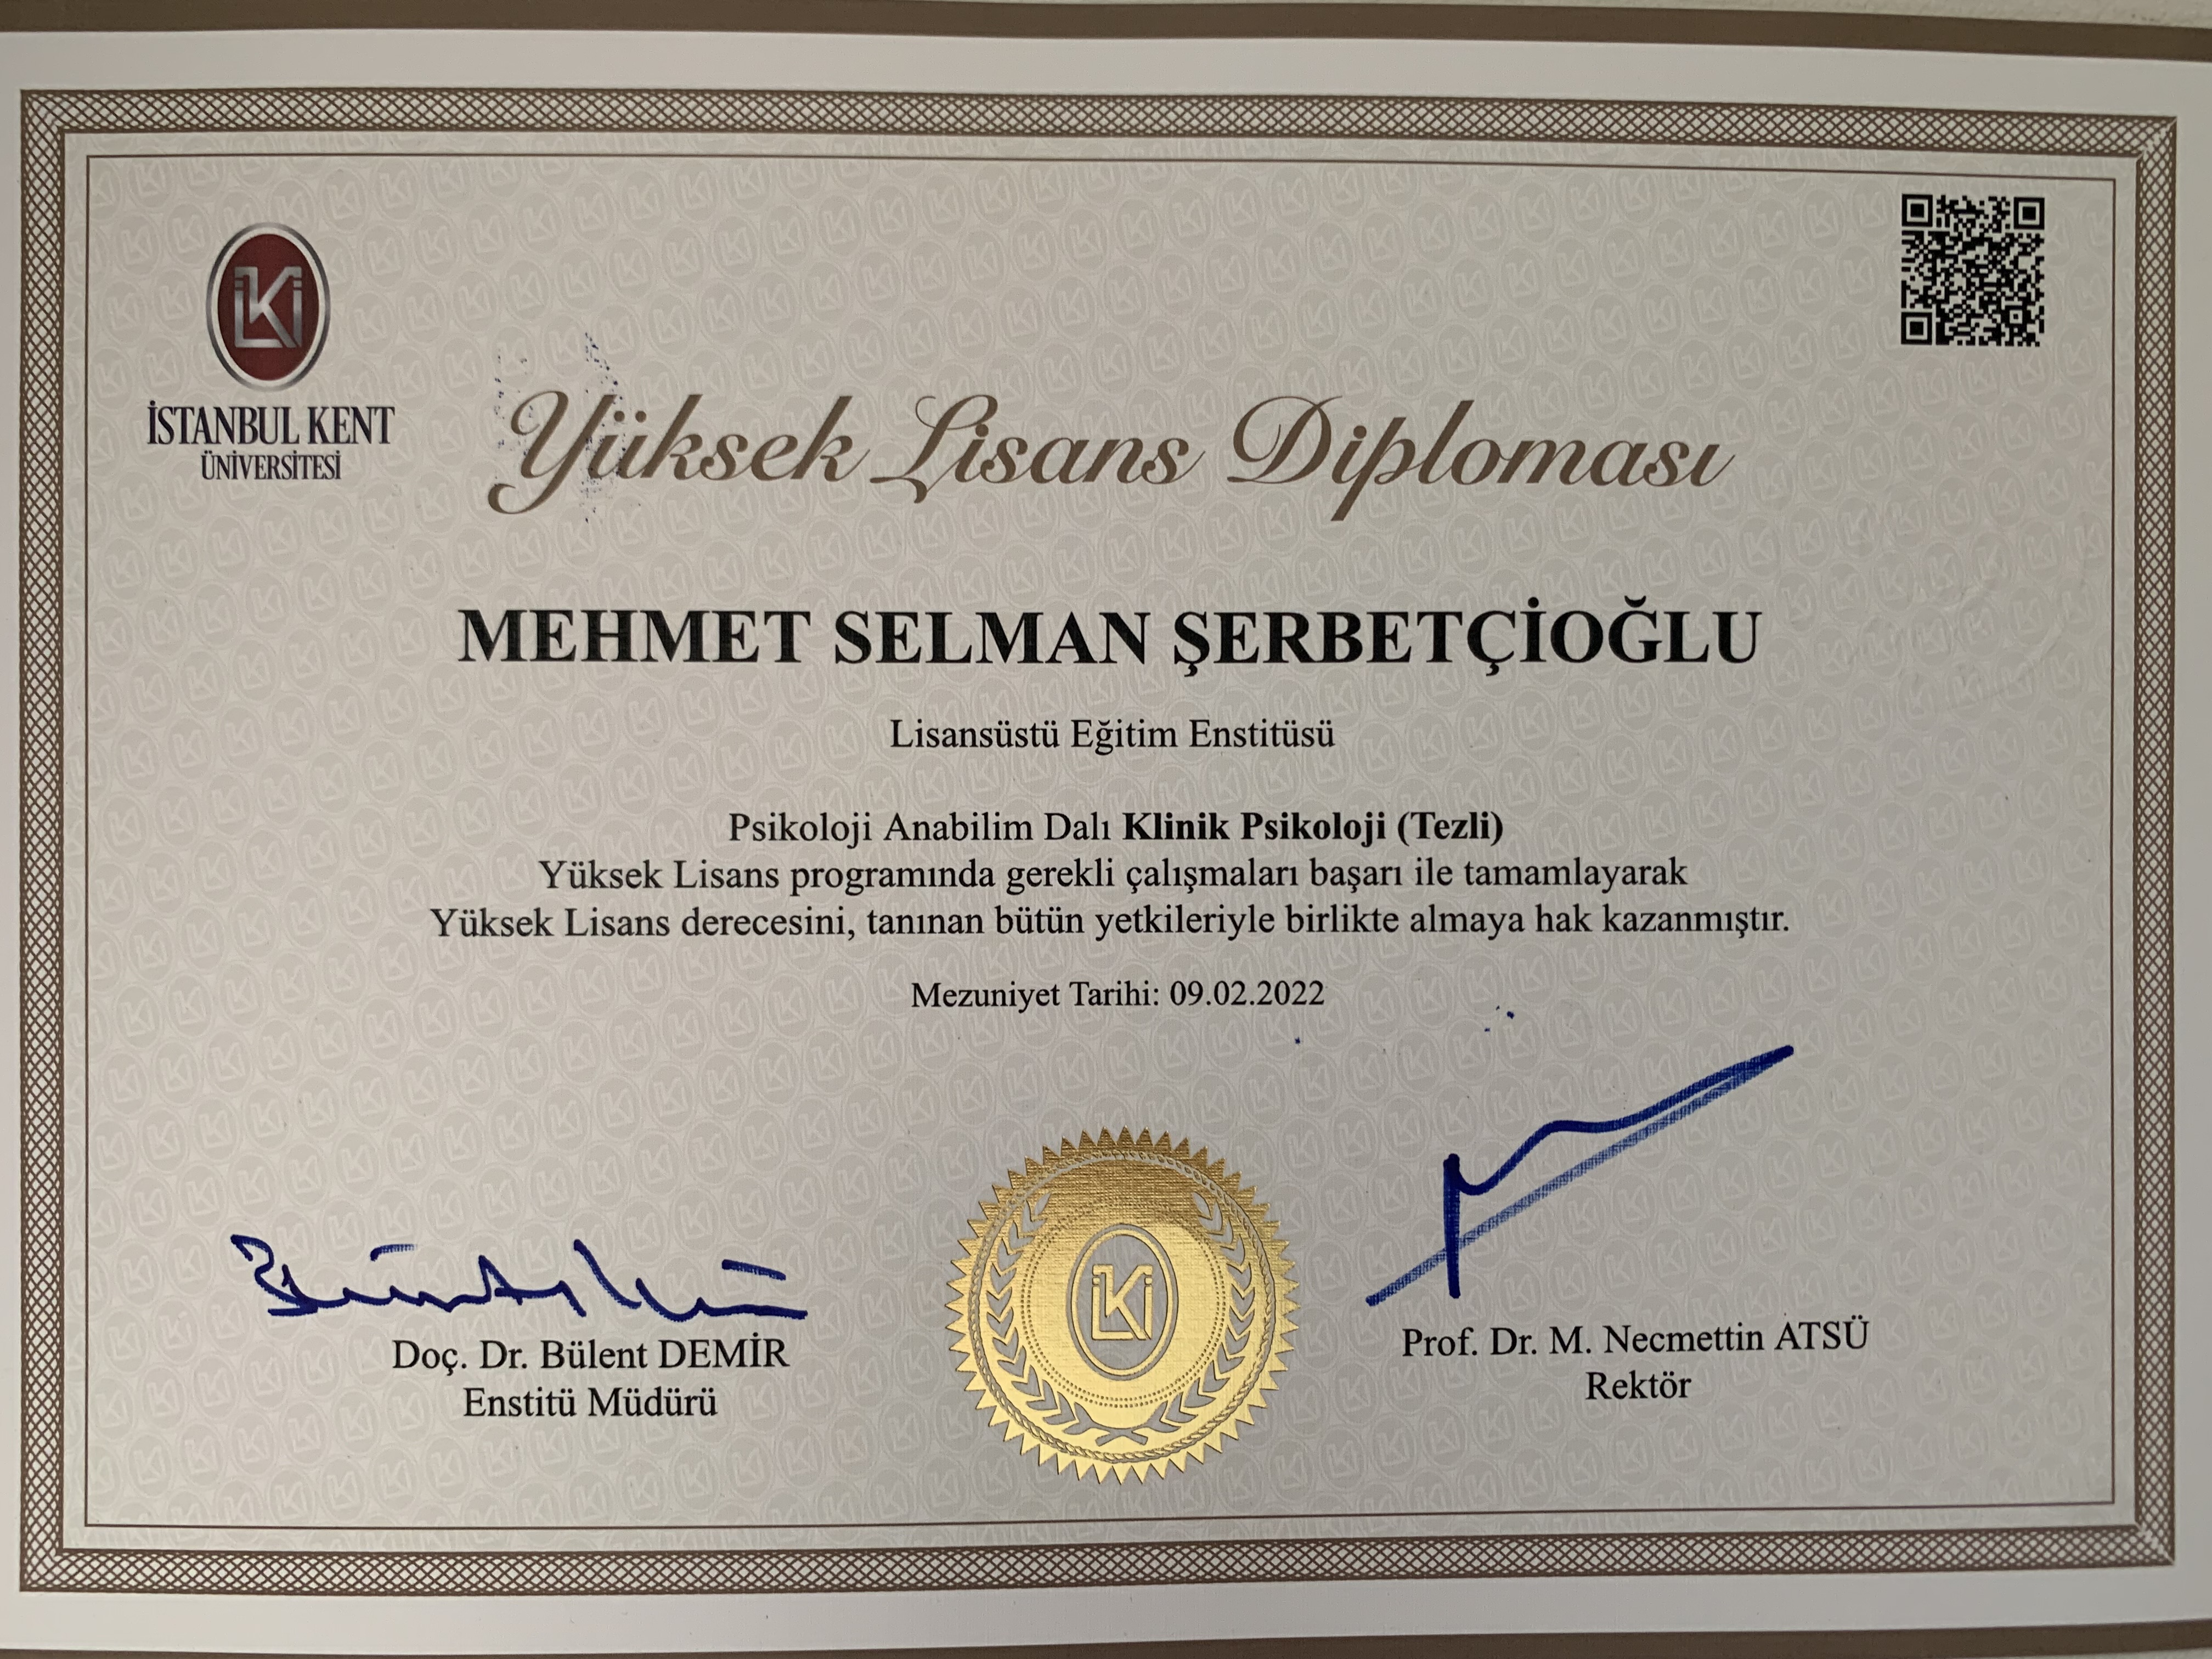 İSTANBUL KENT
ÜNİVERSİTESİ
Yüksek Lisans Diploması
MEHMET SELMAN ŞERBETÇİOĞLU
Lisansüstü Eğitim Enstitüsü
Psikoloji Anabilim Dalı Klinik Psikoloji (Tezli)
Yüksek Lisans programında gerekli çalışmaları başarı ile tamamlayarak
Yüksek Lisans derecesini, tanınan bütün yetkileriyle birlikte almaya hak kazanmıştır.
Mezuniyet Tarihi: 09.02.2022
Doç. Dr. Bülent DEMİR
Enstitü Müdürü
Prof. Dr. M. Necmettin ATSÜ
Rektör